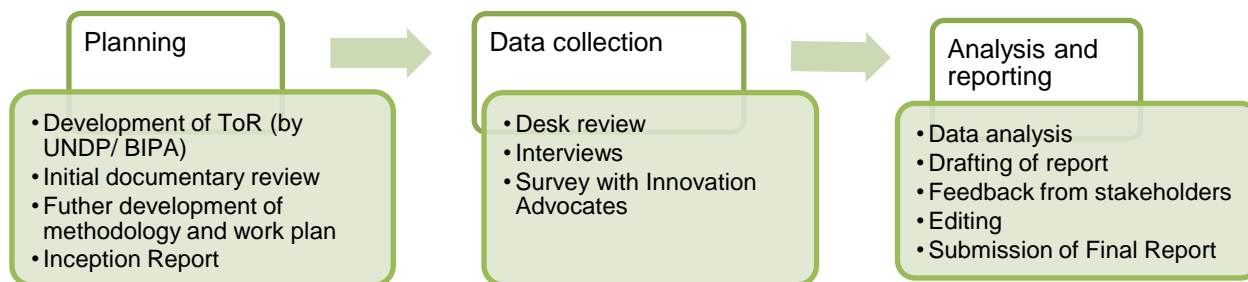 Planning
• Development of ToR (by
UNDP/ BIPA)
• Initial documentary review
• Futher development of
methodology and work plan
• Inception Report
Data collection
• Desk review
• Interviews
• Survey with Innovation
Advocates
Analysis and
reporting
• Data analysis
• Drafting of report
• Feedback from stakeholders
• Editing
• Submission of Final Report